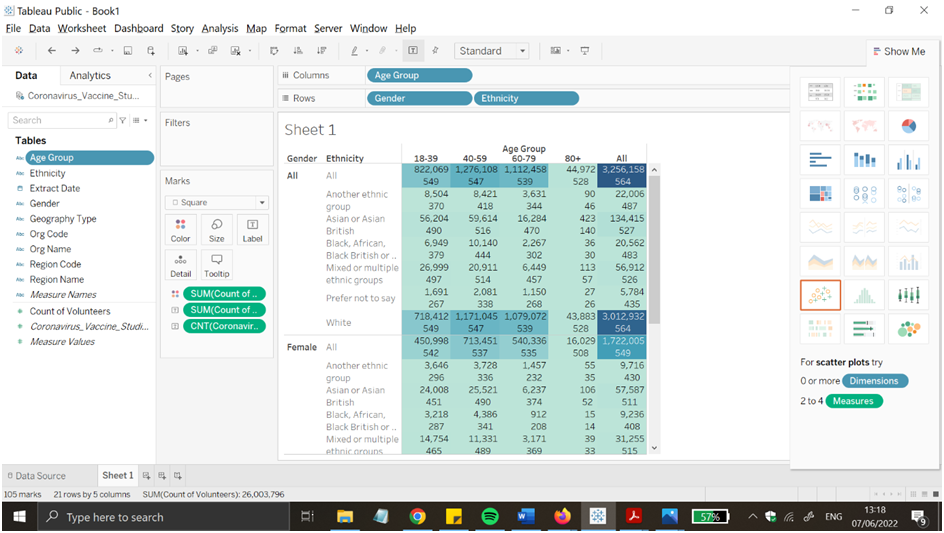 Tableau Public - Book1
File Data Worksheet Dashboard Story Analysis Map Format Server Window Help
Standard
Show Me
Data Analytics
Coronavirus_Vaccine_Stu...
Search
Tables
Abc Age Group
Abc Ethnicity
Extract Date
Abc Gender
Abc Geography Type
Abc Org Code
Abc Org Name
Abc Region Code
Abc Region Name
Abc Measure Names
Count of Volunteers
Coronavirus_Vaccine_Studi...
Measure Values
Pages
Filters
Marks
Square
Color Size Label
Detail Tooltip
SUM(Count of ..
SUM(Count of ..
CNT(Coronavir..
Columns Age Group
Rows Gender Ethnicity
Sheet 1
Age Group
Gender Ethnicity 18-39 40-59 60-79 80+ All
All All 822,069 1,276,108 1,112,458 44,972 3,256,158
549 547 539 528 564
Another ethnic 8,504 8,421 3,631 90 22,006
group 370 418 344 46 487
Asian or Asian 56,204 59,614 16,284 423 134,415
British 490 516 470 140 527
Black, African, 6,949 10,140 2,267 36 20,562
Black British or .. 379 444 302 30 483
Mixed or multiple 26,999 20,911 6,449 113 56,912
ethnic groups 497 514 457 57 526
Prefer not to say 1,691 2,081 1,150 27 5,784
267 338 268 26 435
White 718,412 1,171,045 1,079,072 43,883 3,012,932
549 547 539 528 564
Female All 450,998 713,451 540,336 16,029 1,722,005
542 537 535 508 549
Another ethnic 3,646 3,728 1,457 55 9,716
group 296 336 232 35 430
Asian or Asian 24,008 25,521 6,237 106 57,587
British 451 490 374 52 511
Black, African, 3,218 4,386 912 15 9,236
Black British or .. 287 341 208 14 408
Mixed or multiple 14,754 11,331 3,171 39 31,255
ethnic groups 465 489 369 33 515
For scatter plots try
0 or more Dimensions
2 to 4 Measures
Data Source Sheet 1
105 marks 21 rows by 5 columns SUM(Count of Volunteers): 26,003,796
Type here to search
57%
ENG
13:18
07/06/2022
9